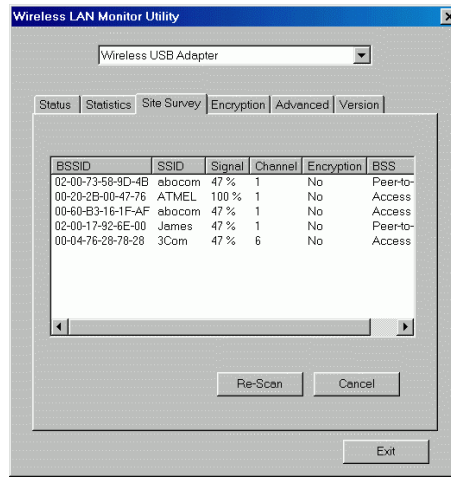 Wireless LAN Monitor Utility
Wireless USB Adapter
Status Statistics Site Survey Encryption Advanced Version
BSSID SSID Signal Channel Encryption BSS
02-00-73-58-9D-4B abocom 47 % 1 No Peer-to-
00-20-2B-00-47-76 ATMEL 100 % 1 No Access
00-60-B3-16-1F-AF abocom 47 % 1 No Access
02-00-17-92-6E-00 James 47 % 1 No Peer-to-
00-04-76-28-78-28 3Com 47 % 6 No Access
Re-Scan Cancel
Exit